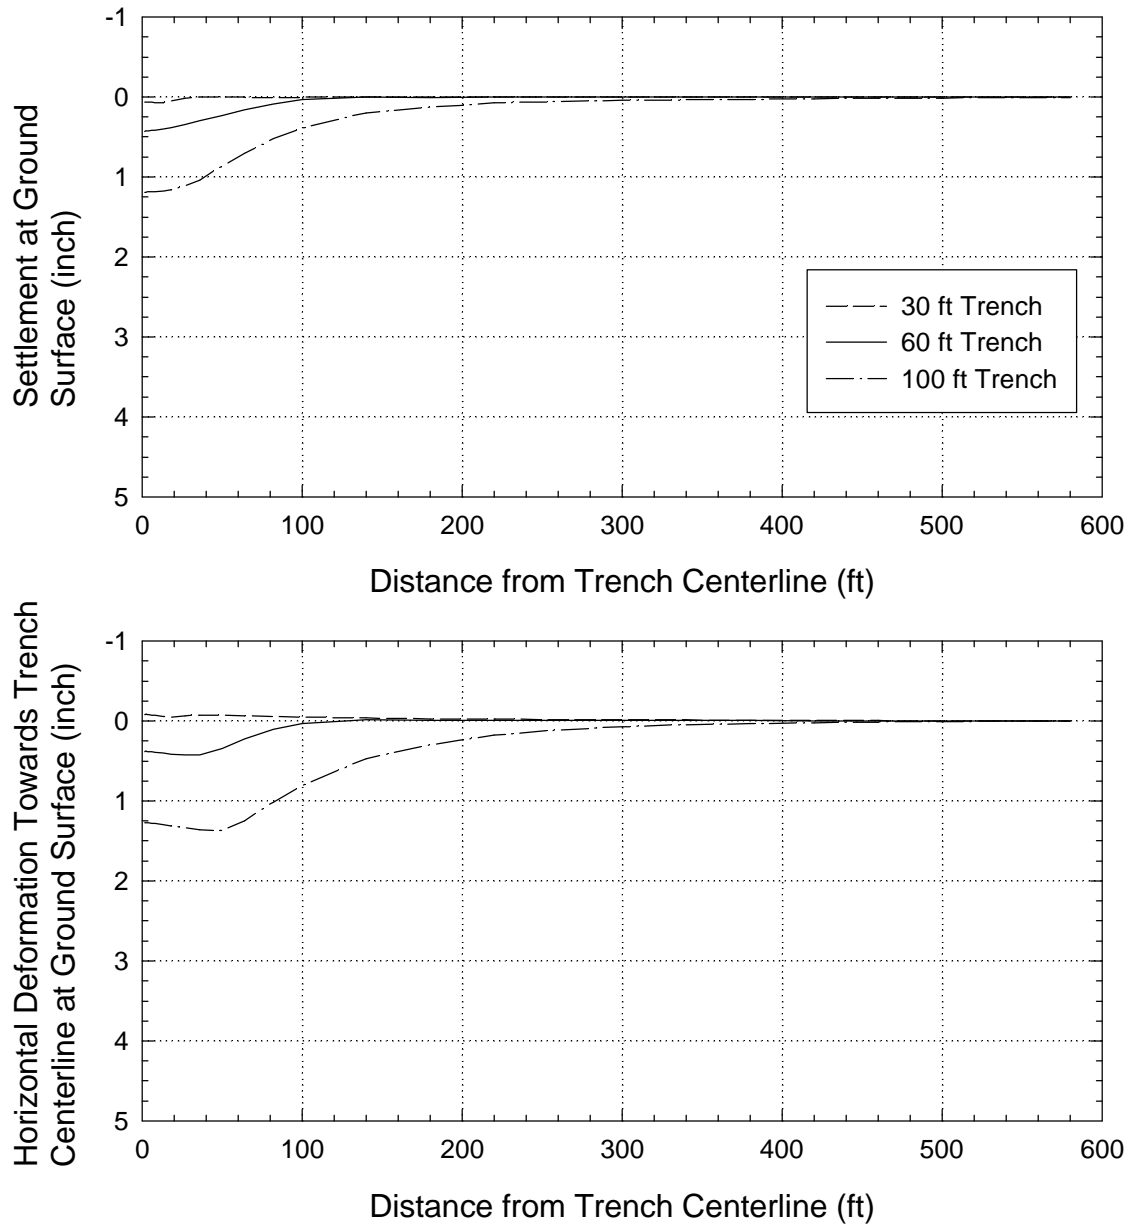 -1
0
1
2
3
4
5
Settlement at Ground
Surface (inch)
30 ft Trench
60 ft Trench
100 ft Trench
0 100 200 300 400 500 600
Distance from Trench Centerline (ft)
-1
0
1
2
3
4
5
Horizontal Deformation Towards Trench
Centerline at Ground Surface (inch)
0 100 200 300 400 500 600
Distance from Trench Centerline (ft)